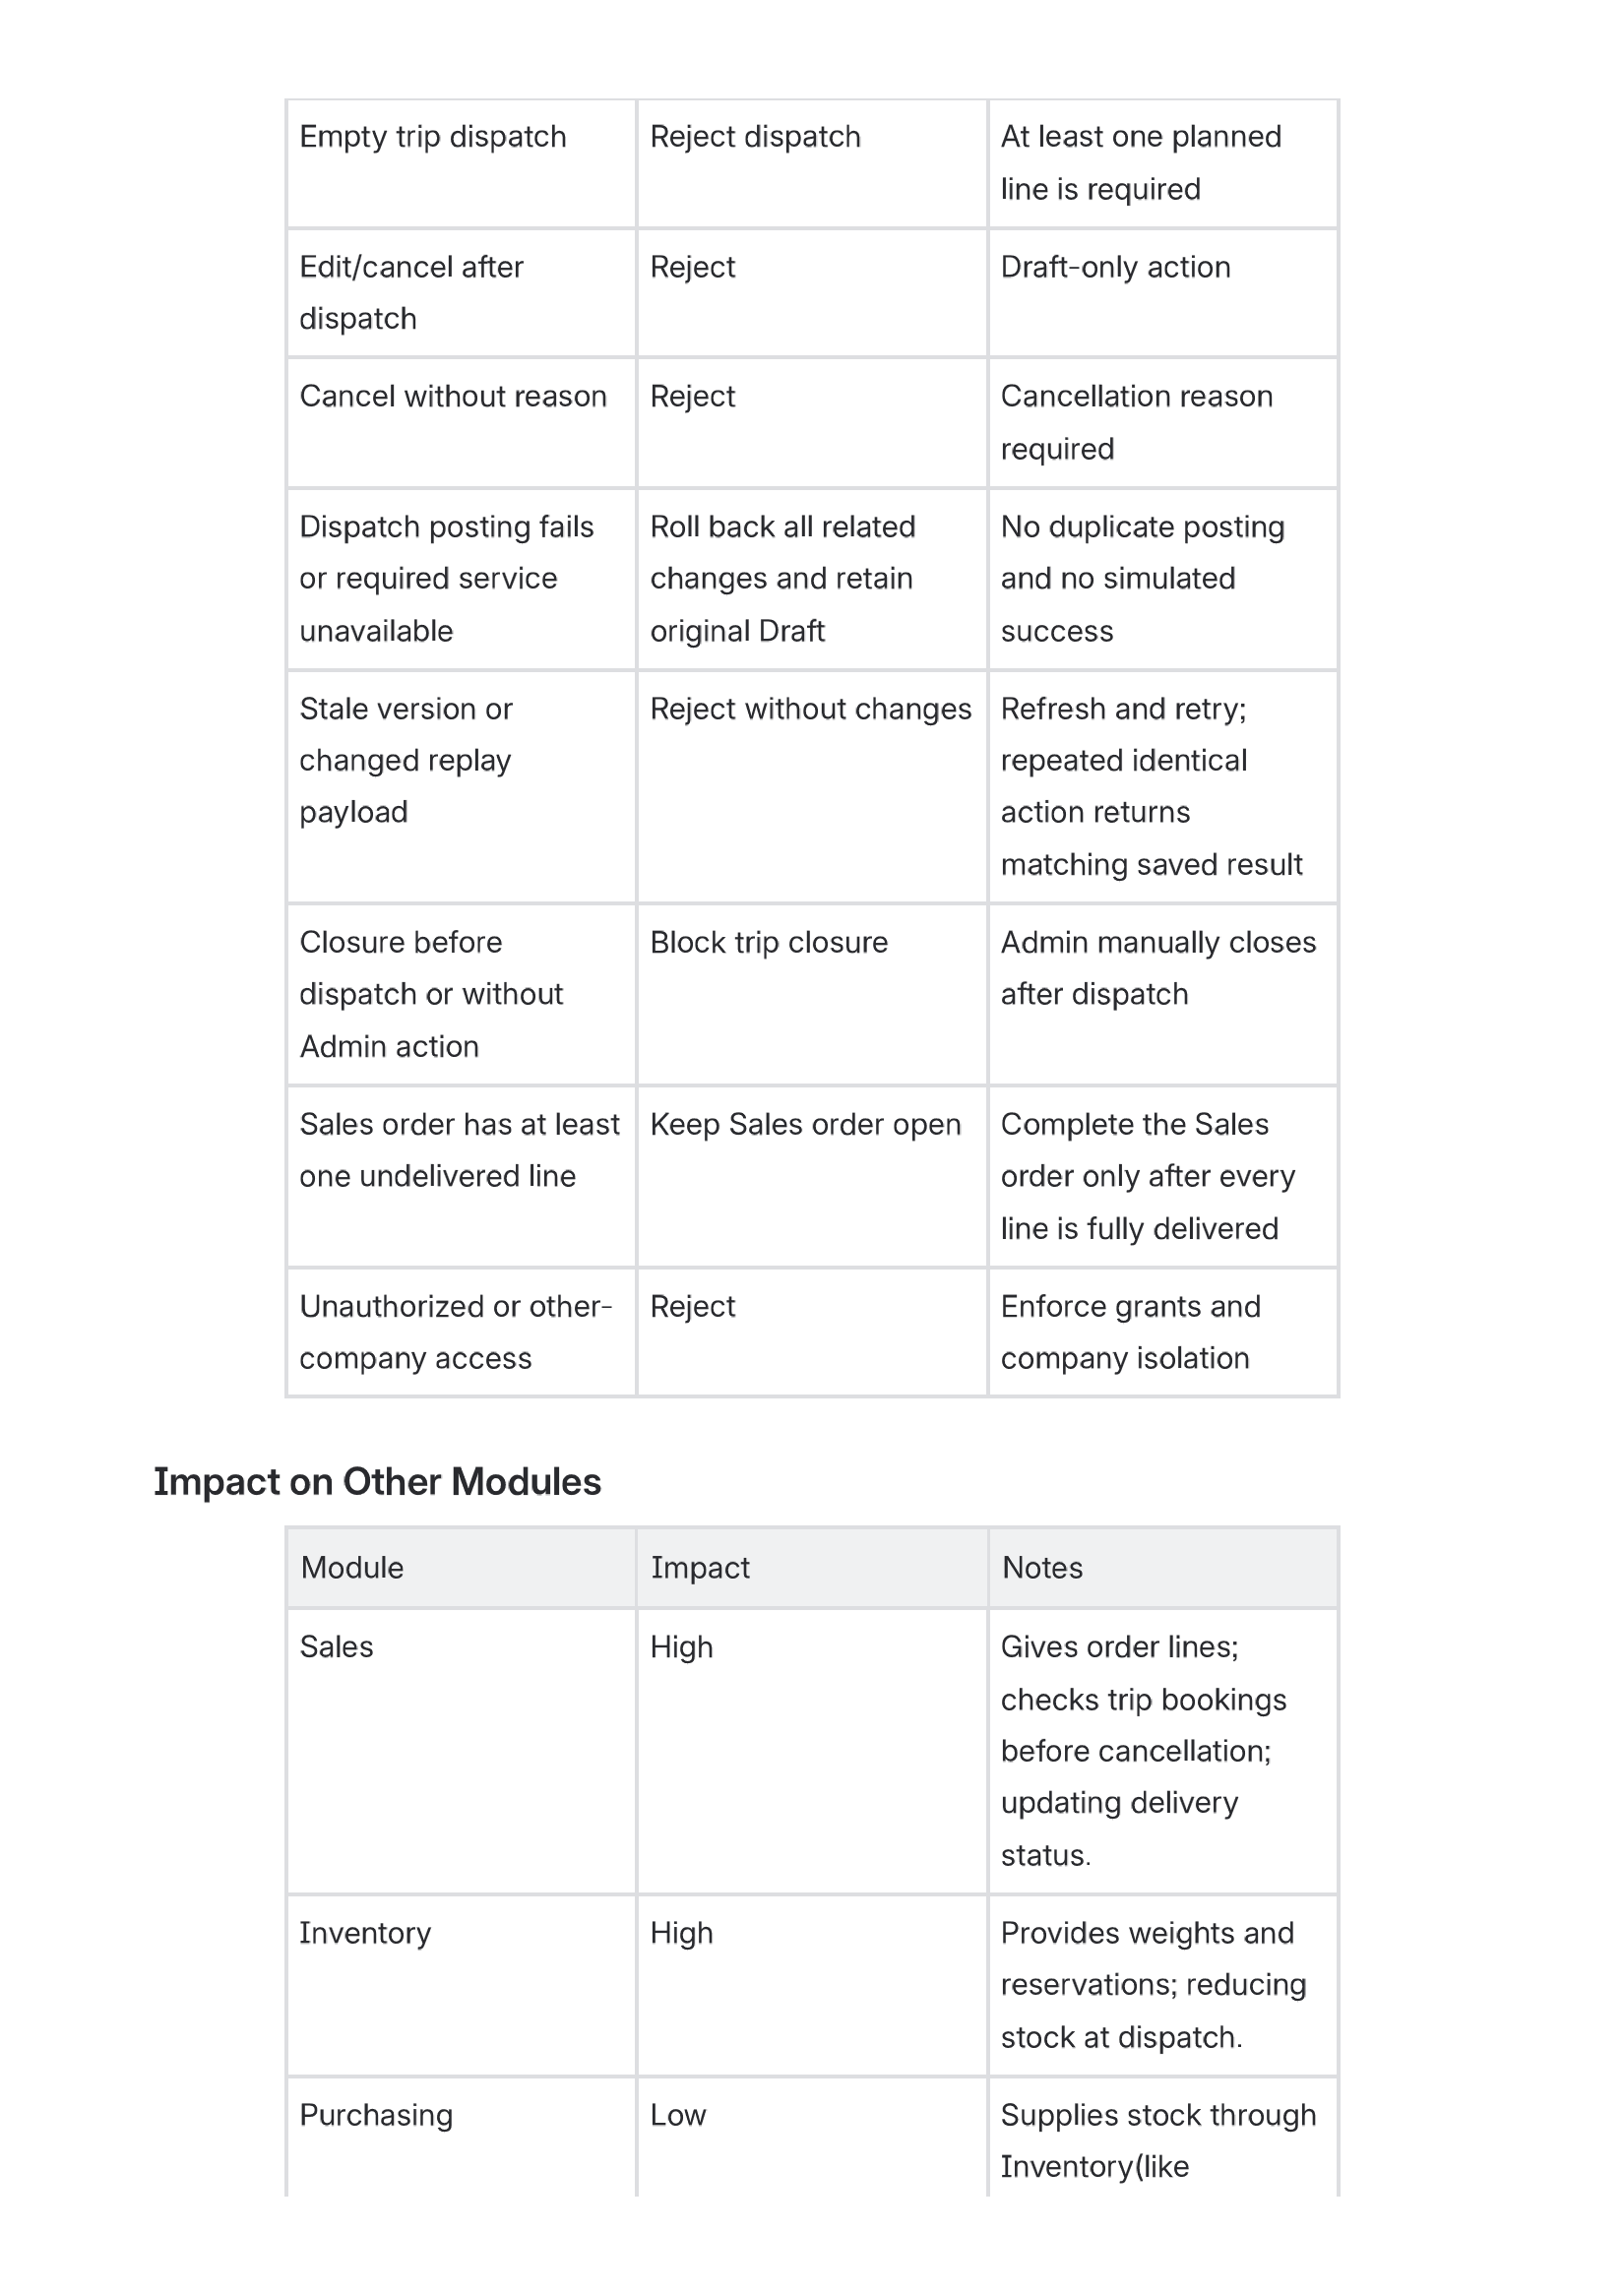 Empty trip dispatch
Reject dispatch
At least one planned
line is required
Edit/cancel after
dispatch
Reject
Draft-only action
Cancel without reason
Reject
Cancellation reason
required
Dispatch posting fails
or required service
unavailable
Roll back all related
changes and retain
original Draft
No duplicate posting
and no simulated
success
Stale version or
changed replay
payload
Reject without changes
Refresh and retry;
repeated identical
action returns
matching saved result
Closure before
dispatch or without
Admin action
Block trip closure
Admin manually closes
after dispatch
Sales order has at least
one undelivered line
Keep Sales order open
Complete the Sales
order only after every
line is fully delivered
Unauthorized or other-
company access
Reject
Enforce grants and
company isolation
Impact on Other Modules
Module
Impact
Notes
Sales
High
Gives order lines;
checks trip bookings
before cancellation;
updating delivery
status.
Inventory
High
Provides weights and
reservations; reducing
stock at dispatch.
Purchasing
Low
Supplies stock through
Inventory(like